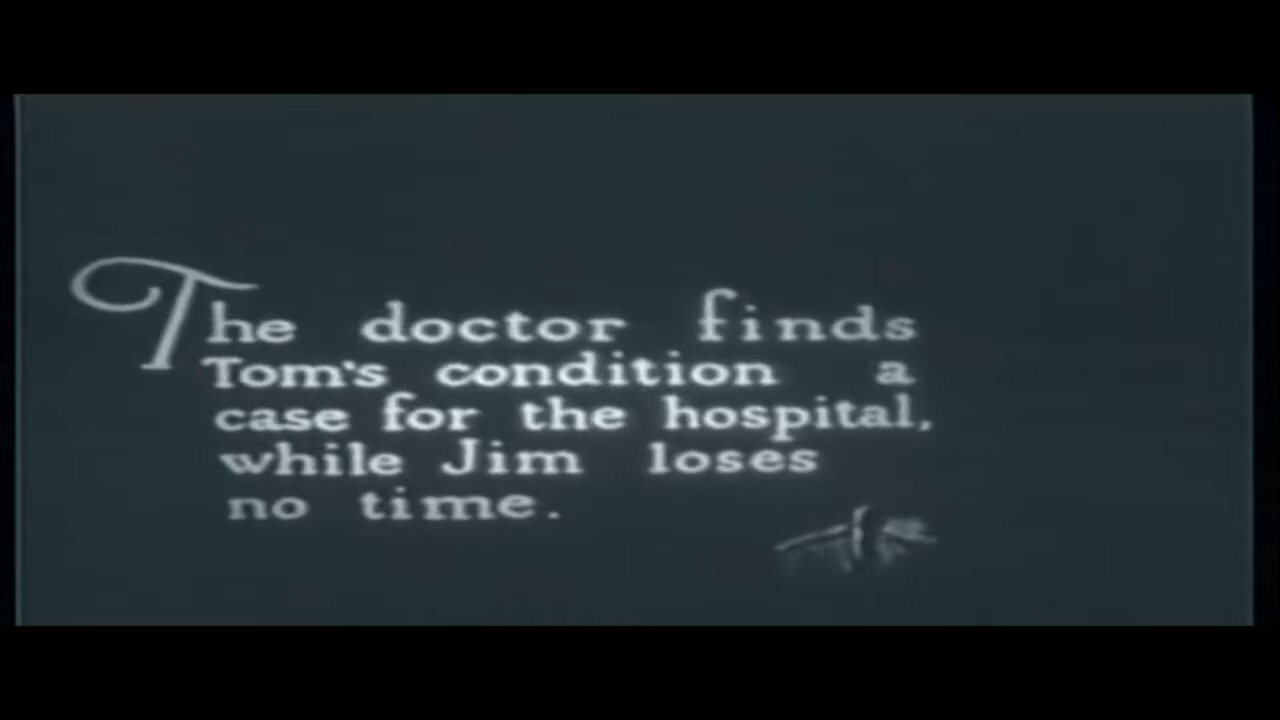 The doctor finds
Tom's condition a
case for the hospital,
while Jim loses
no time.